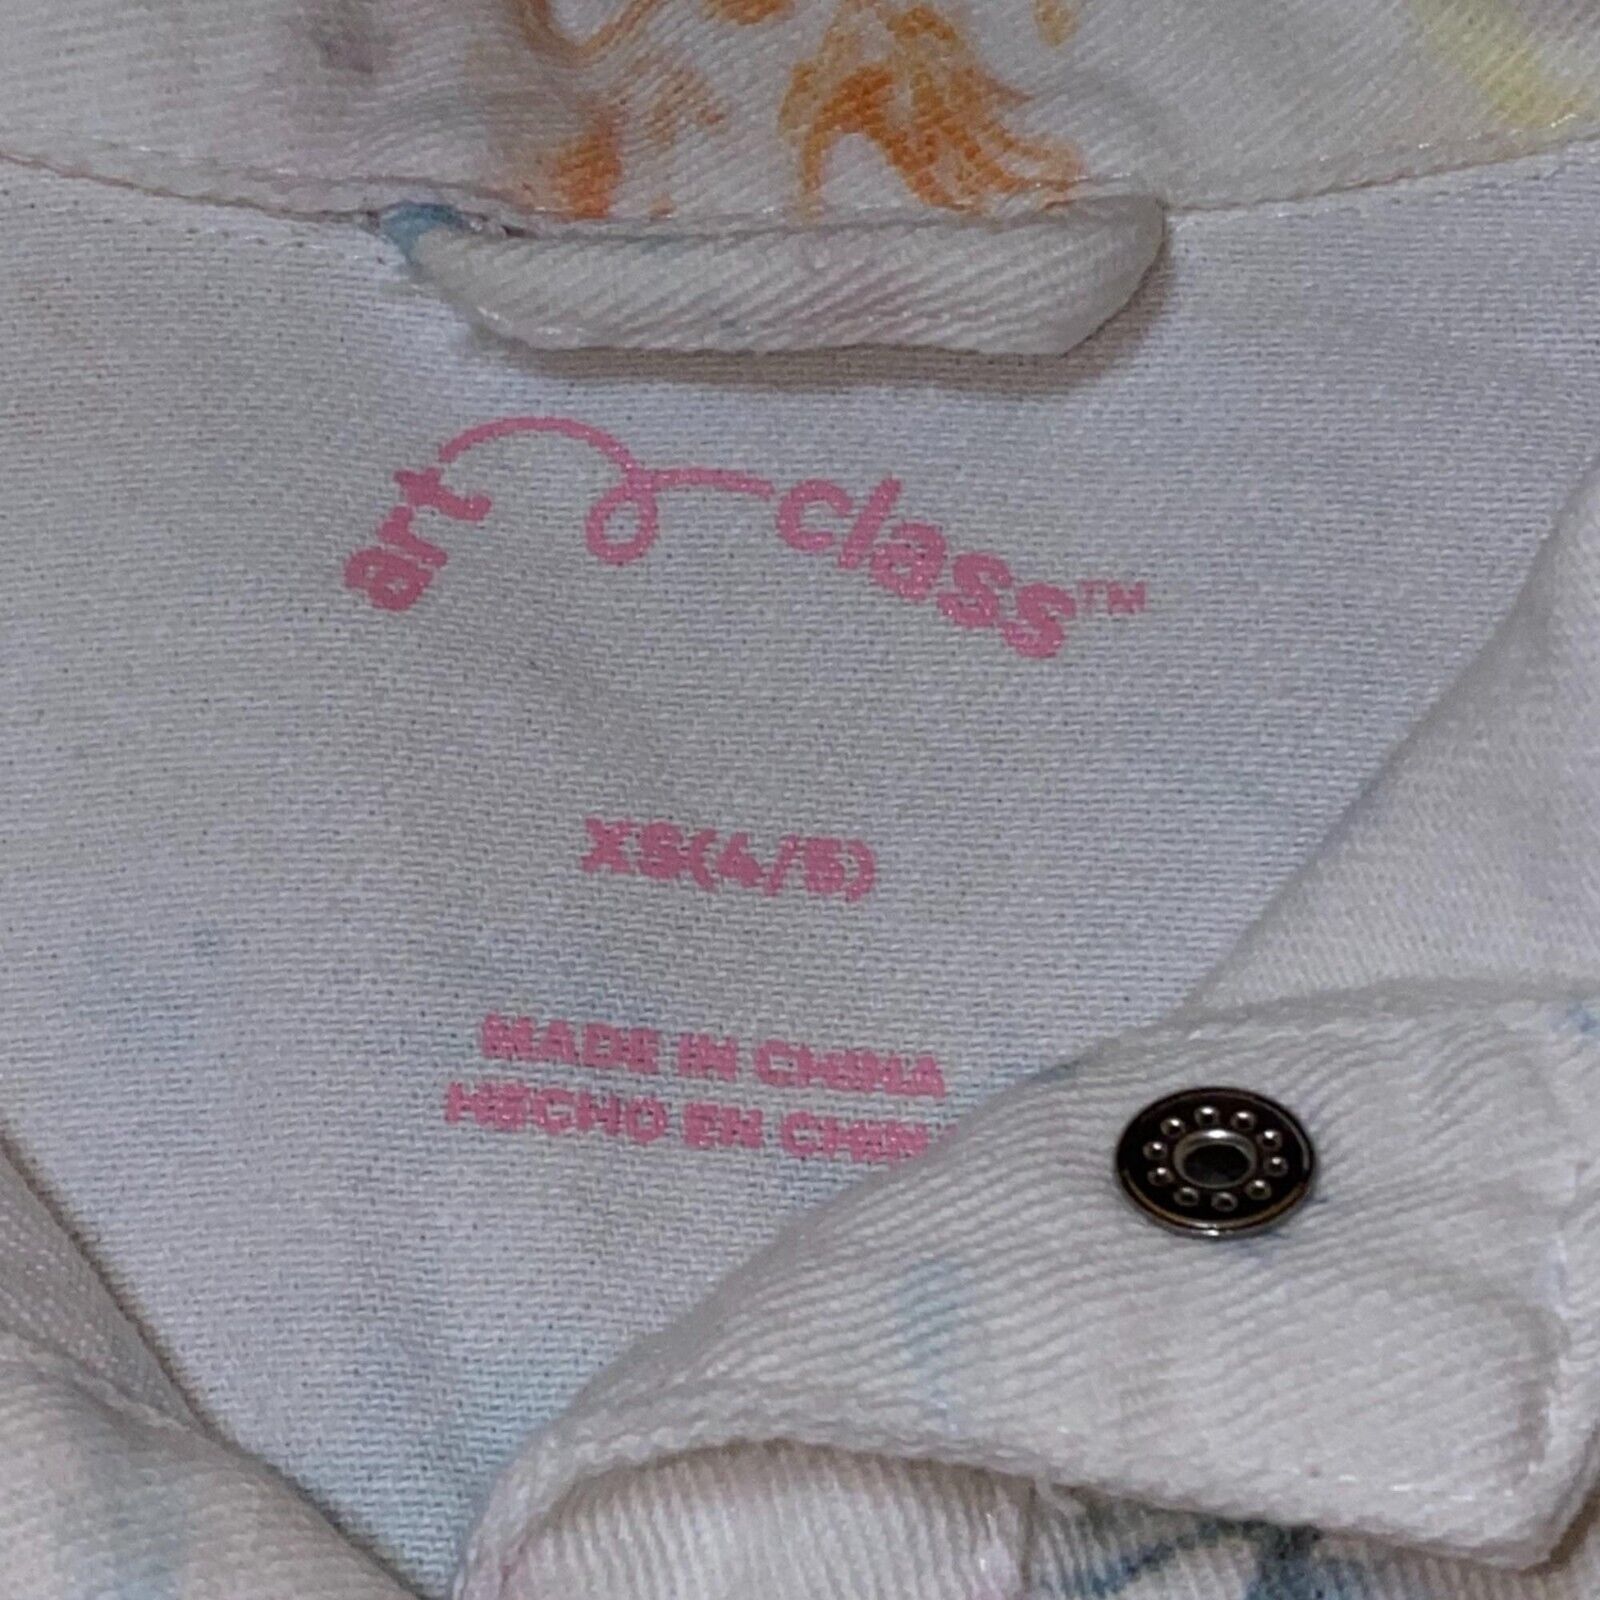 art class™
XS(4/5)
MADE IN CHINA
HECHO EN CHIN